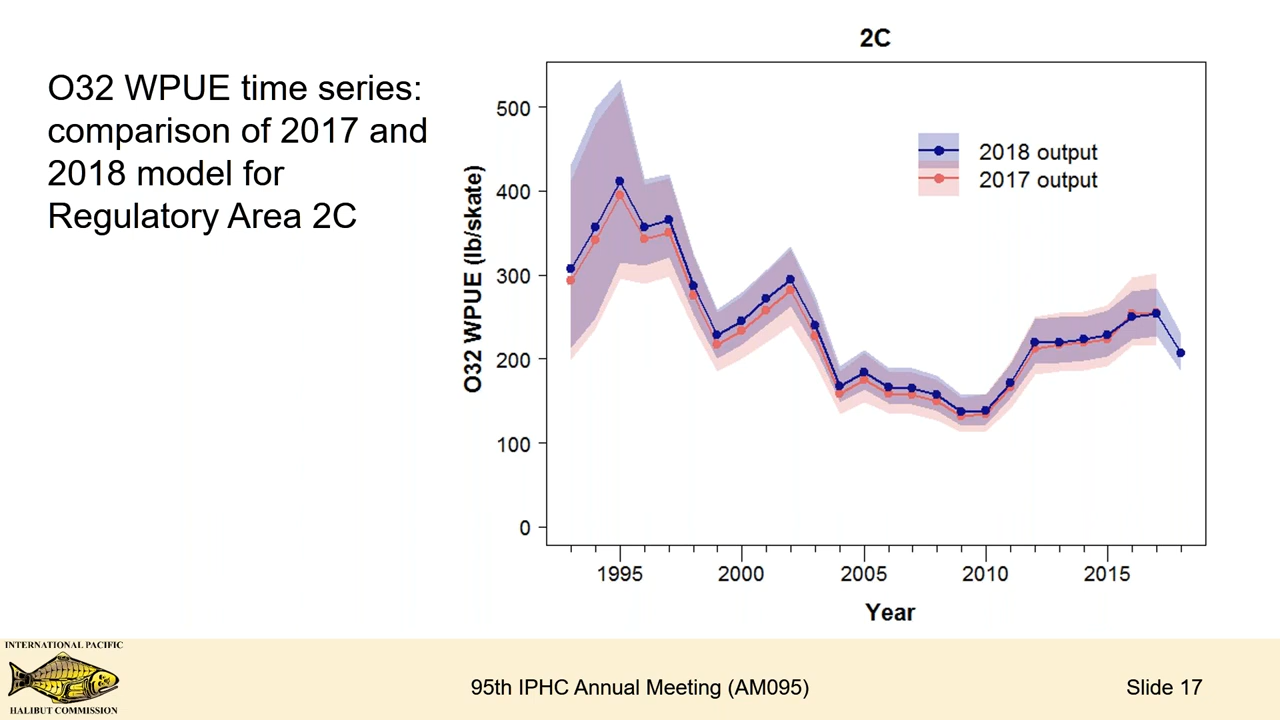 O32 WPUE time series:
comparison of 2017 and
2018 model for
Regulatory Area 2C
2C
O32 WPUE (lb/skate)
500
400
300
200
100
0
2018 output
2017 output
1995
2000
2005
2010
2015
Year
INTERNATIONAL PACIFIC
HALIBUT COMMISSION
95th IPHC Annual Meeting (AM095)
Slide 17